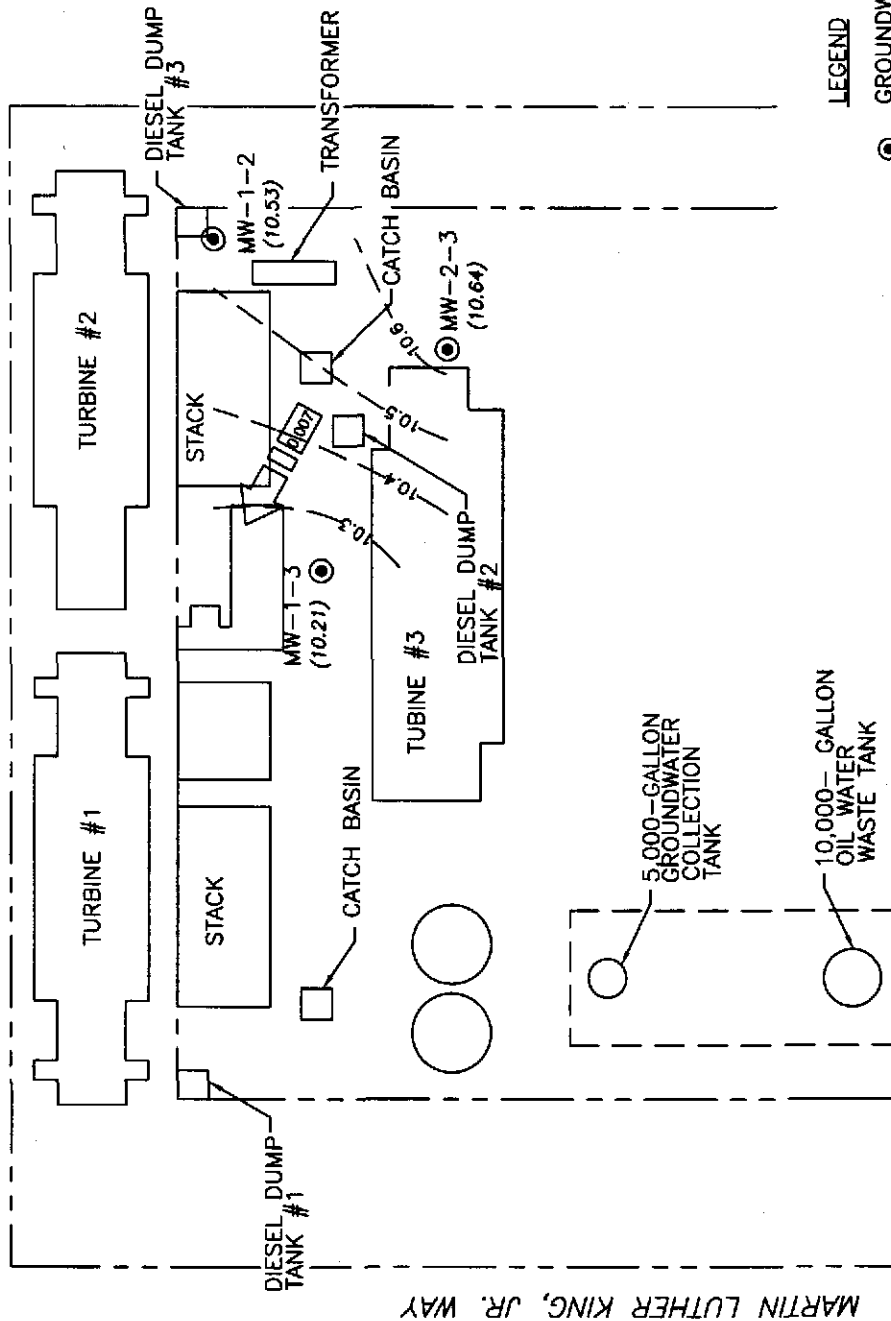 TURBINE #1
TURBINE #2
DIESEL DUMP
TANK #3
STACK
STACK
MW-1-2
(10.53)
TRANSFORMER
CATCH BASIN
MW-1-3
(10.21)
0.007
10.3
10.4
10.5
10.6
MW-2-3
(10.64)
TUBINE #3
DIESEL DUMP
TANK #2
CATCH BASIN
DIESEL DUMP
TANK #1
5,000-GALLON
GROUNDWATER
COLLECTION
TANK
10,000- GALLON
OIL WATER
WASTE TANK
MARTIN LUTHER KING, JR. WAY
LEGEND
GROUNDW